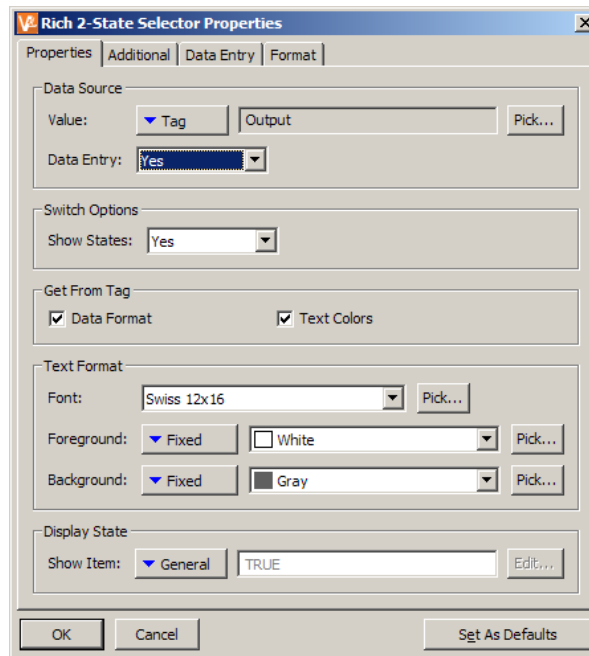 Rich 2-State Selector Properties
Properties Additional Data Entry Format
Data Source
Value: Tag Output Pick...
Data Entry: Yes
Switch Options
Show States: Yes
Get From Tag
Data Format Text Colors
Text Format
Font: Swiss 12x16 Pick...
Foreground: Fixed White Pick...
Background: Fixed Gray Pick...
Display State
Show Item: General TRUE Edit...
OK Cancel Set As Defaults